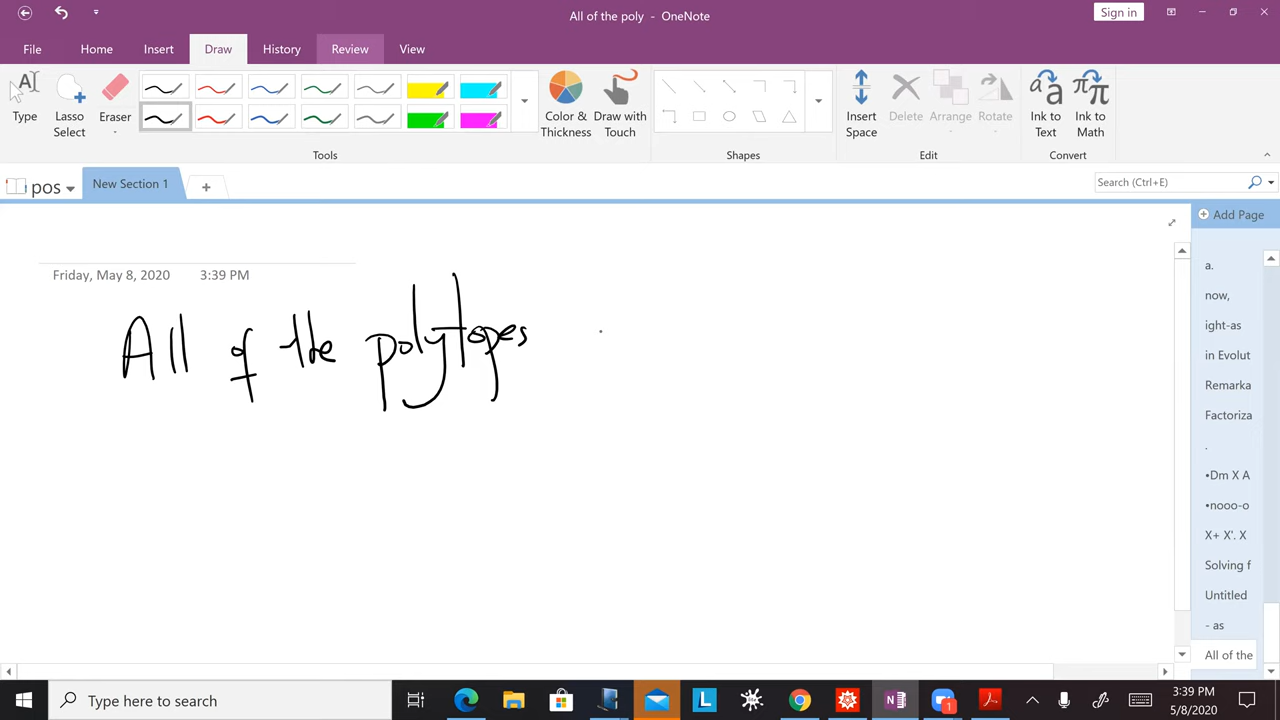 All of the poly - OneNote
Sign in
File Home Insert Draw History Review View
Type
Lasso Select
Eraser
Color & Thickness
Draw with Touch
Insert Space
Delete
Arrange
Rotate
Ink to Text
Ink to Math
Tools Shapes Edit Convert
pos New Section 1
Search (Ctrl+E)
Add Page
Friday, May 8, 2020 3:39 PM
All of the polytopes
a.
now,
ight-as
in Evolut
Remarka
Factoriza
.
•Dm X A
•nooo-o
X+ X'. X
Solving f
Untitled
- as
All of the
Type here to search
3:39 PM
5/8/2020